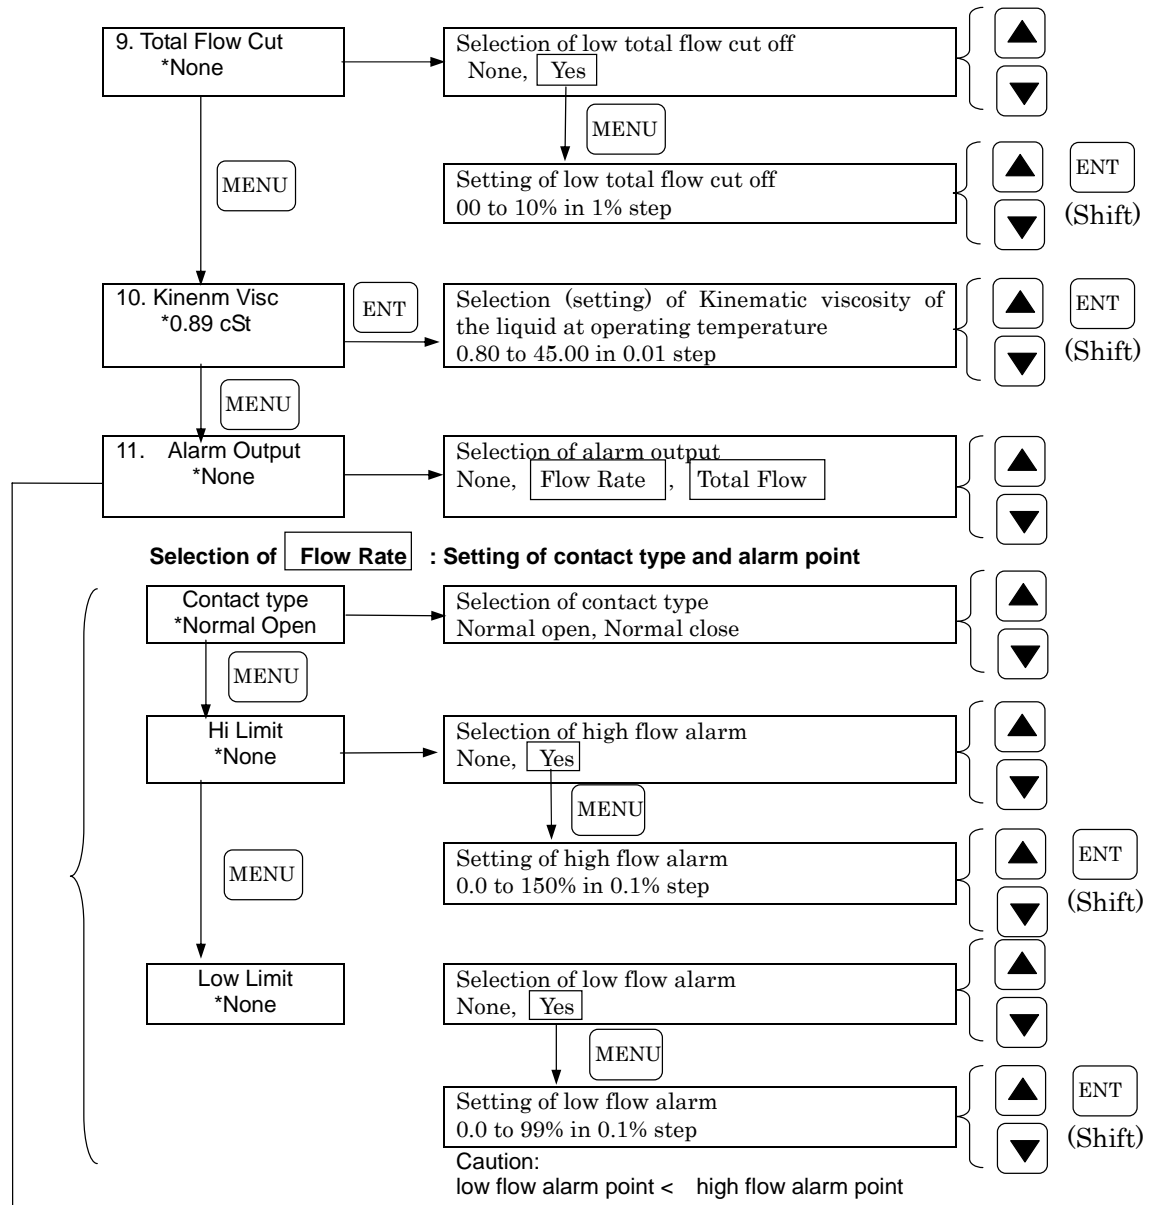 9. Total Flow Cut
*None
Selection of low total flow cut off
None, Yes
MENU
MENU
Setting of low total flow cut off
00 to 10% in 1% step
ENT
(Shift)
10. Kinenm Visc
*0.89 cSt
ENT
Selection (setting) of Kinematic viscosity of
the liquid at operating temperature
0.80 to 45.00 in 0.01 step
ENT
(Shift)
MENU
11. Alarm Output
*None
Selection of alarm output
None, Flow Rate , Total Flow
Selection of Flow Rate : Setting of contact type and alarm point
Contact type
*Normal Open
Selection of contact type
Normal open, Normal close
MENU
Hi Limit
*None
Selection of high flow alarm
None, Yes
MENU
MENU
Setting of high flow alarm
0.0 to 150% in 0.1% step
ENT
(Shift)
Low Limit
*None
Selection of low flow alarm
None, Yes
MENU
Setting of low flow alarm
0.0 to 99% in 0.1% step
ENT
(Shift)
Caution:
low flow alarm point < high flow alarm point